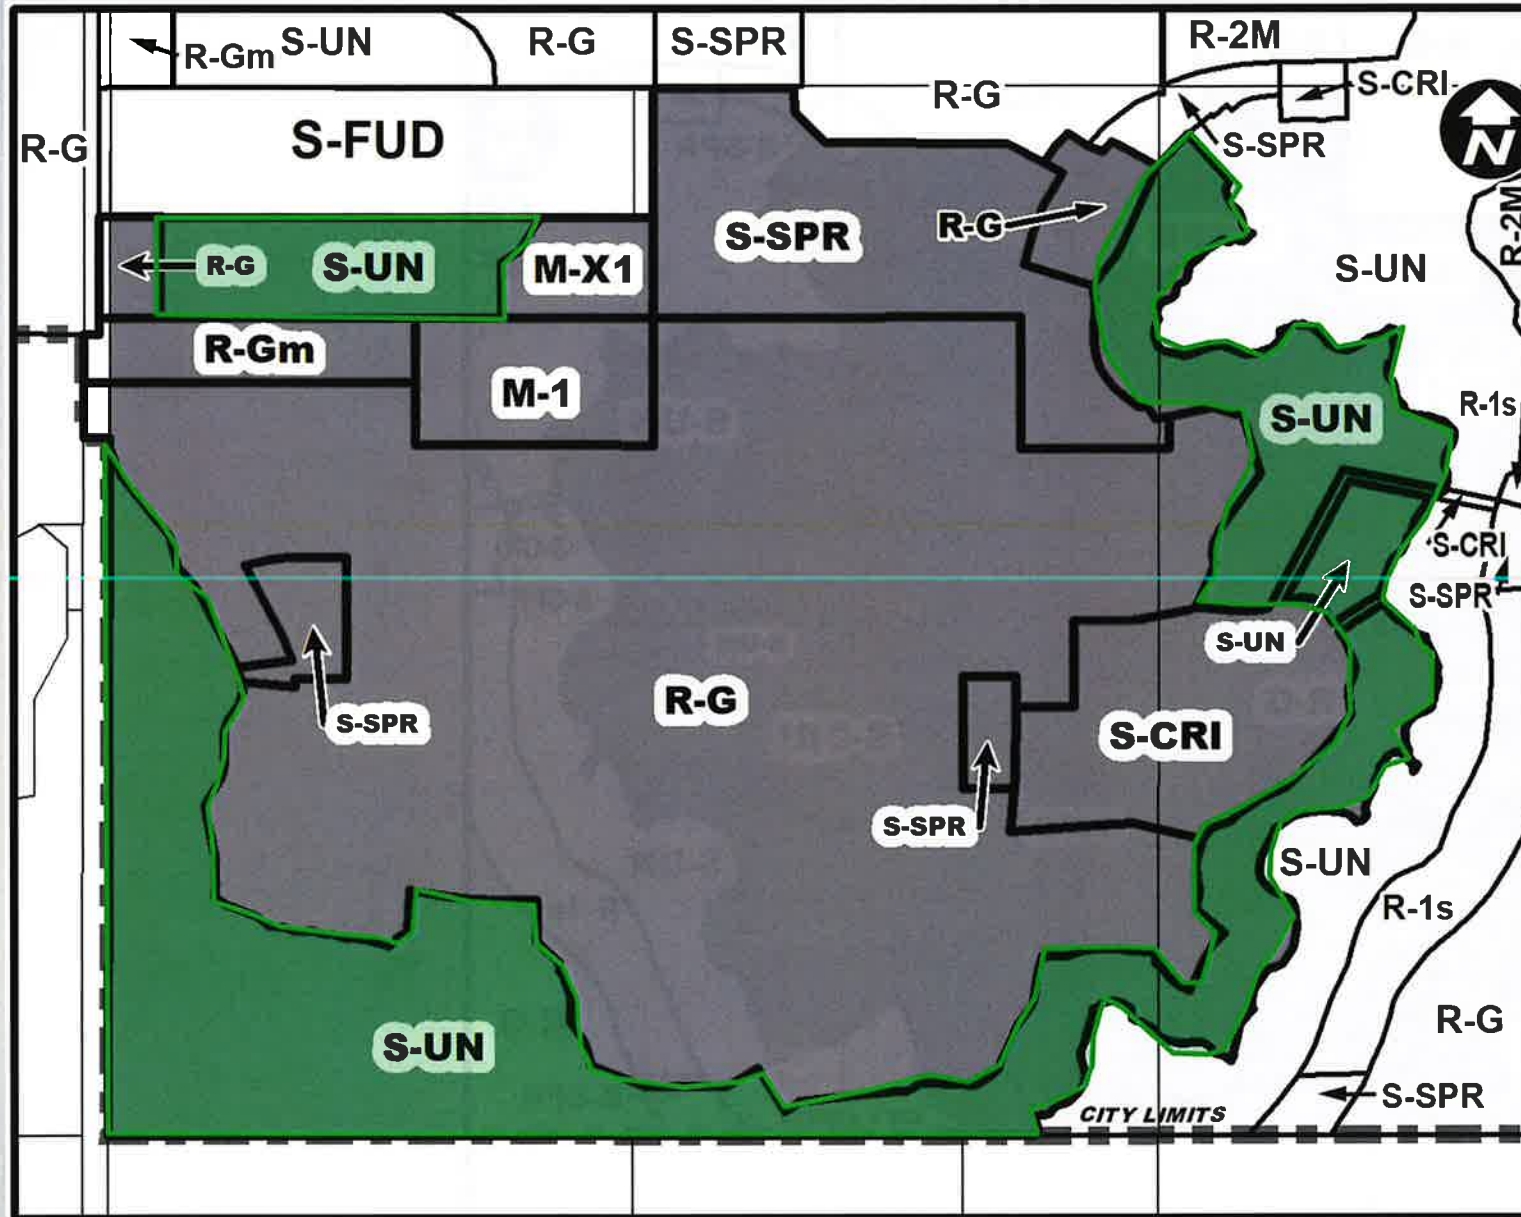 R-Gm
S-UN
R-G
S-SPR
R-2M
S-CRI
R-G
S-FUD
R-G
S-SPR
N
R-2M
R-G
S-UN
M-X1
S-SPR
R-G
S-UN
R-Gm
M-1
S-UN
R-1s
S-CRI
S-SPR
S-UN
R-G
S-SPR
S-CRI
S-SPR
S-UN
R-1s
S-UN
R-G
S-SPR
CITY LIMITS